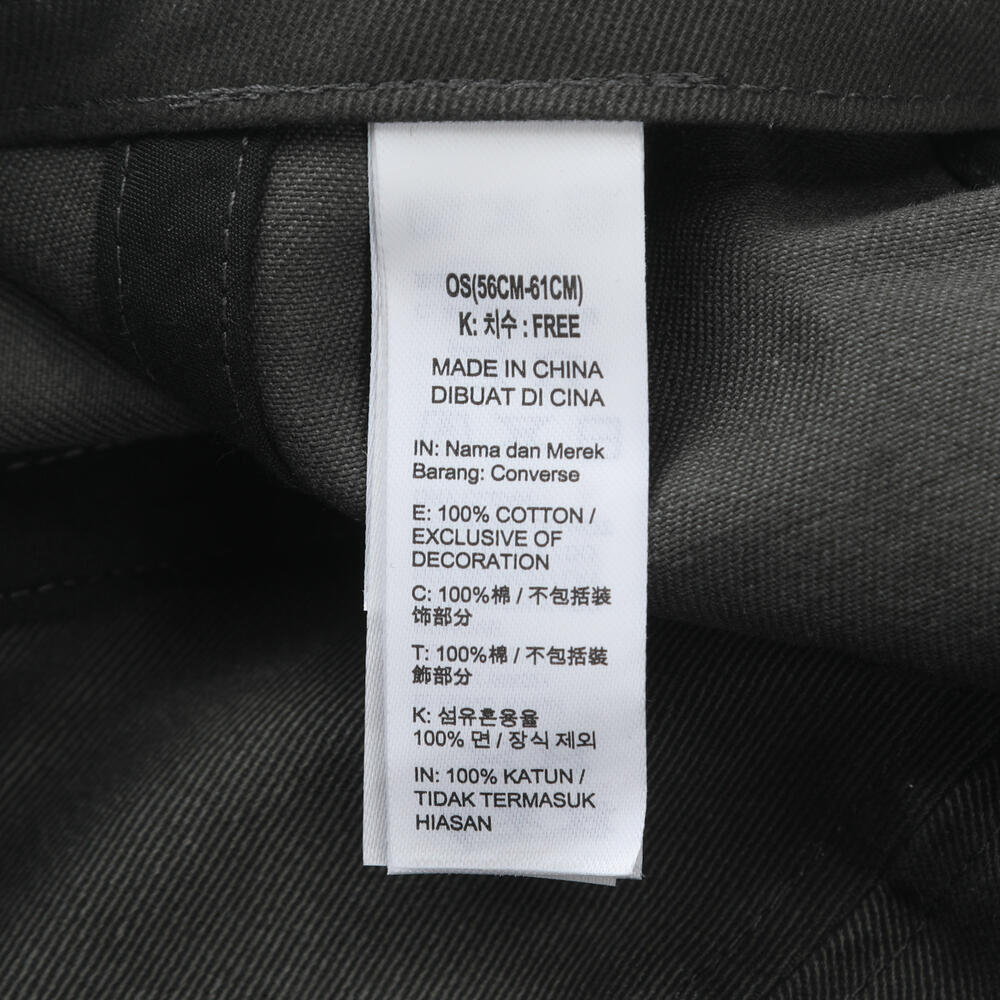 OS(56CM-61CM)
K: 치수 : FREE
MADE IN CHINA
DIBUAT DI CINA
IN: Nama dan Merek
Barang: Converse
E: 100% COTTON /
EXCLUSIVE OF
DECORATION
C: 100%棉 / 不包括装
饰部分
T: 100%棉 / 不包括裝
飾部分
K: 섬유혼용율
100% 면 / 장식 제외
IN: 100% KATUN /
TIDAK TERMASUK
HIASAN